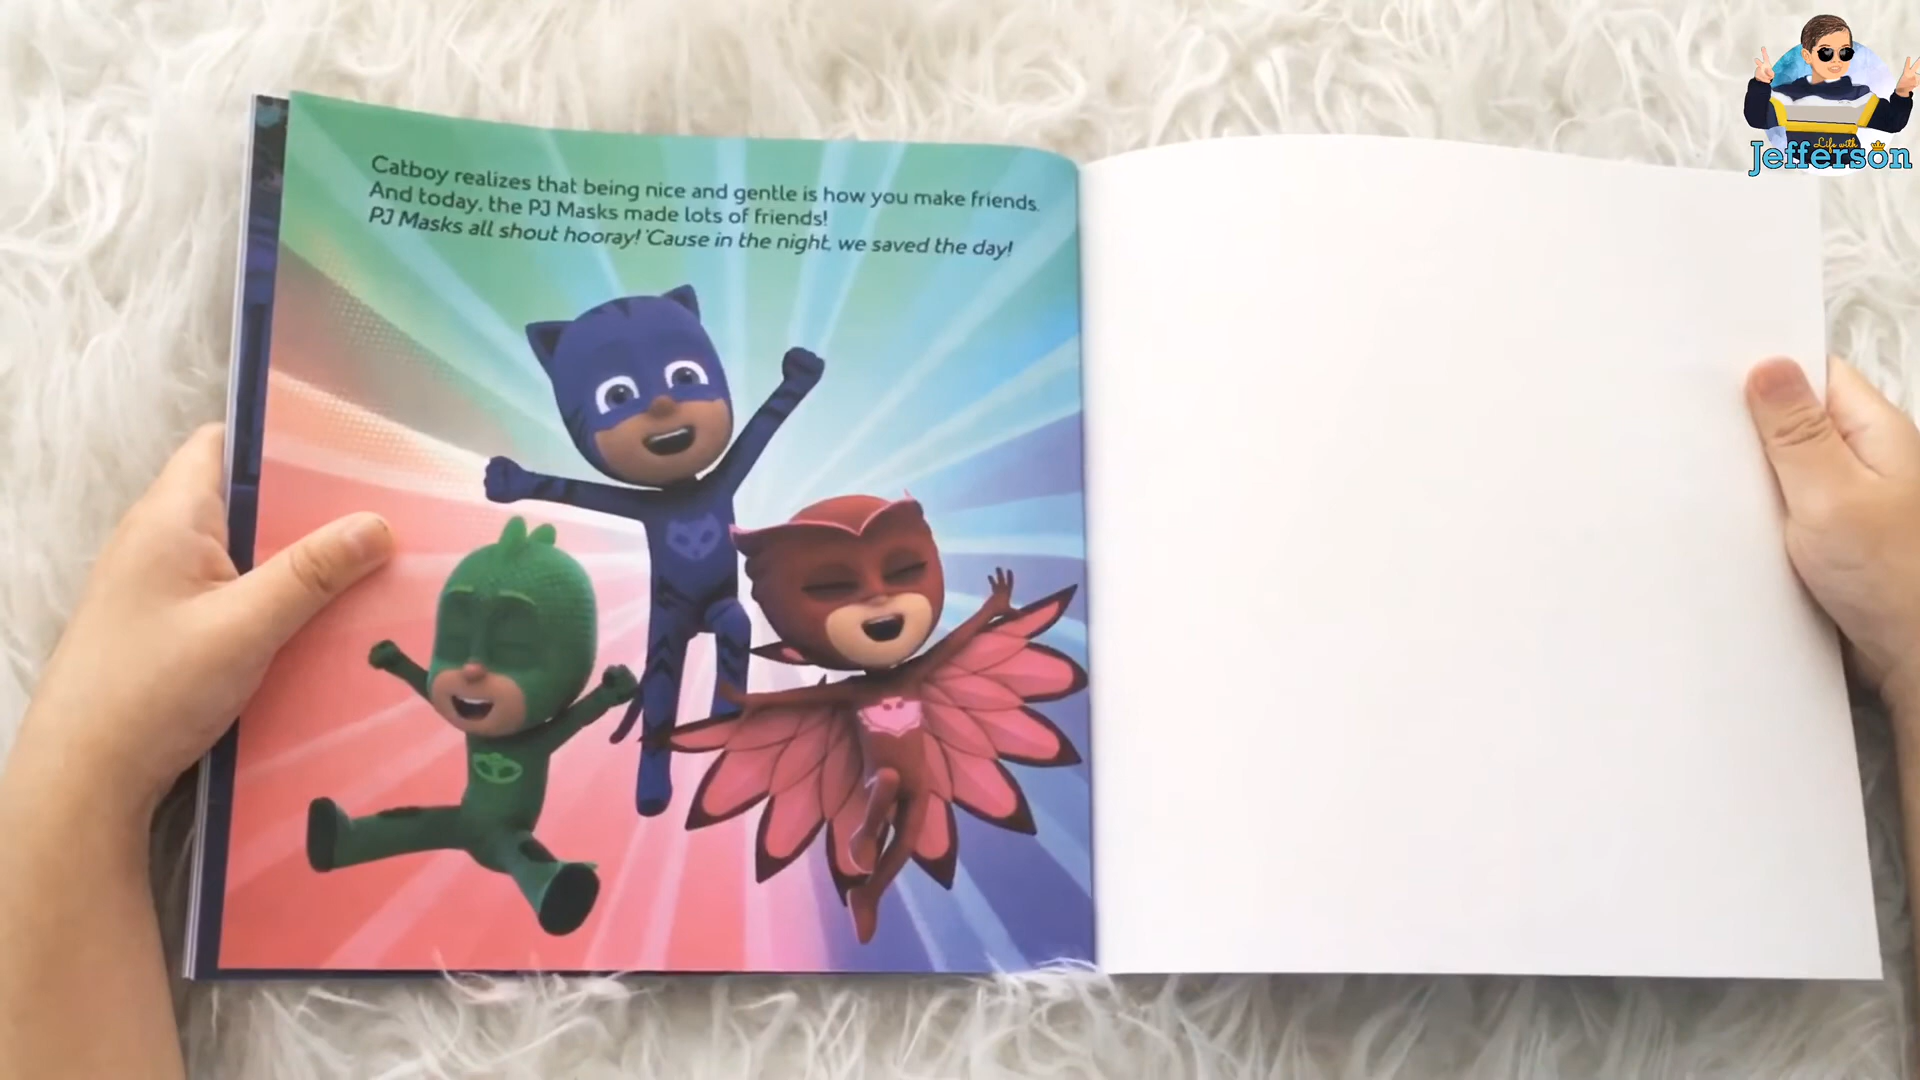 Catboy realizes that being nice and gentle is how you make friends.
And today, the PJ Masks made lots of friends!
PJ Masks all shout hooray! 'Cause in the night, we saved the day!
Life with
Jefferson